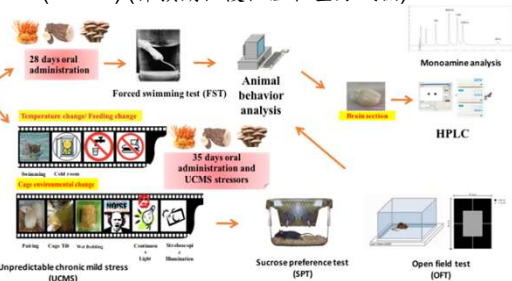 28 days oral
administration
Forced swimming test (FST)
Animal
behavior
analysis
Monoamine analysis
Brain section
HPLC
Temperature change/ Feeding change
Swimming
Cold room
35 days oral
administration and
UCMS stressors
Cage environmental change
Pairing
Cage Tilt
Wet Bedding
Light
Illumination
Unpredictable chronic mild stress
(UCMS)
Sucrose preference test
(SPT)
Open field test
(OFT)